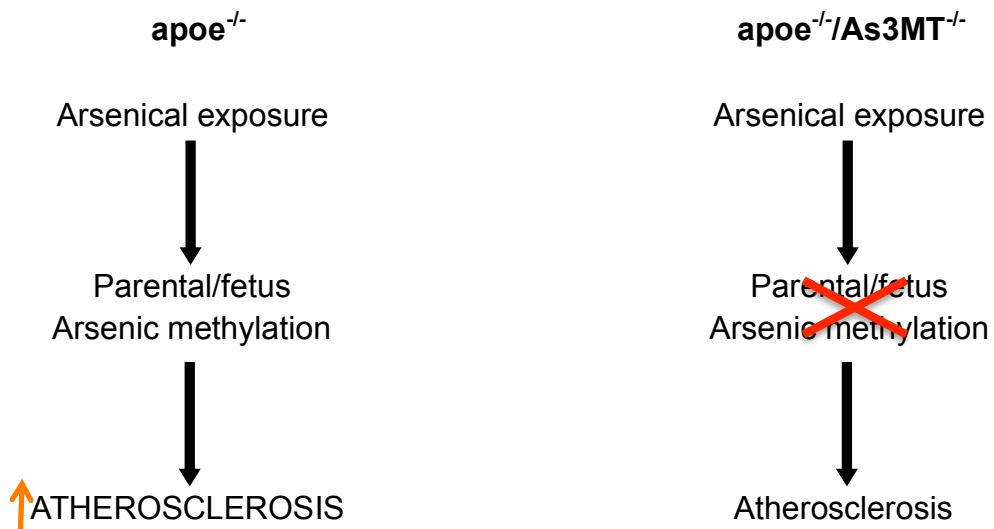 apoe-/-
Arsenical exposure
Parental/fetus
Arsenic methylation
ATHEROSCLEROSIS
apoe-/-/As3MT-/-
Arsenical exposure
Parental/fetus
Arsenic methylation
Atherosclerosis